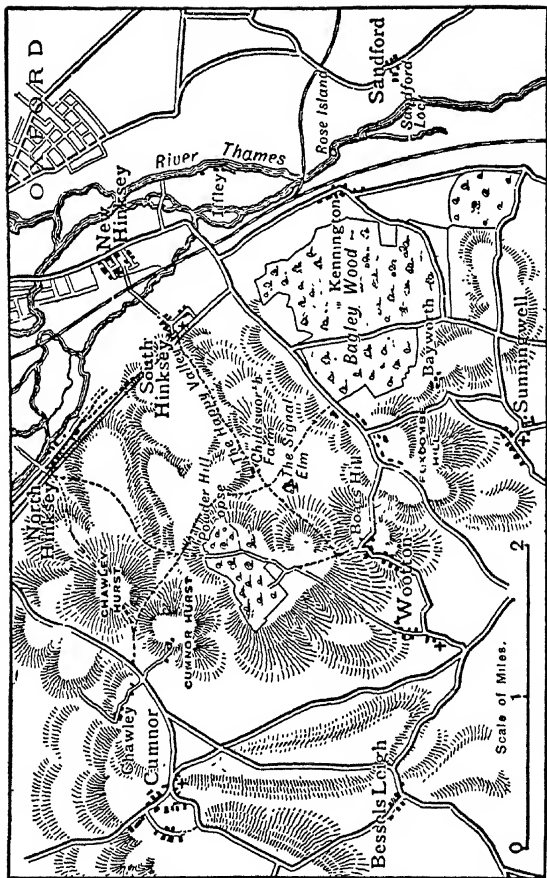 OXFORD
River Thames
Iffley
New
Hinksey
Rose Island
Sandford
Sandford
Lock
South
Hinksey
North
Hinksey
The Happy Valley
Childsworth
Farm
The Signal
Elm
Powder Hill
Copse
CHAWLEY
HURST
CUMNOR HURST
Chawley
Cumnor
Kennington
Bagley Wood
Bayworth
Sunningwell
HILL
Boars Hill
Wootton
Bessels Leigh
Scale of Miles.
0 1 2